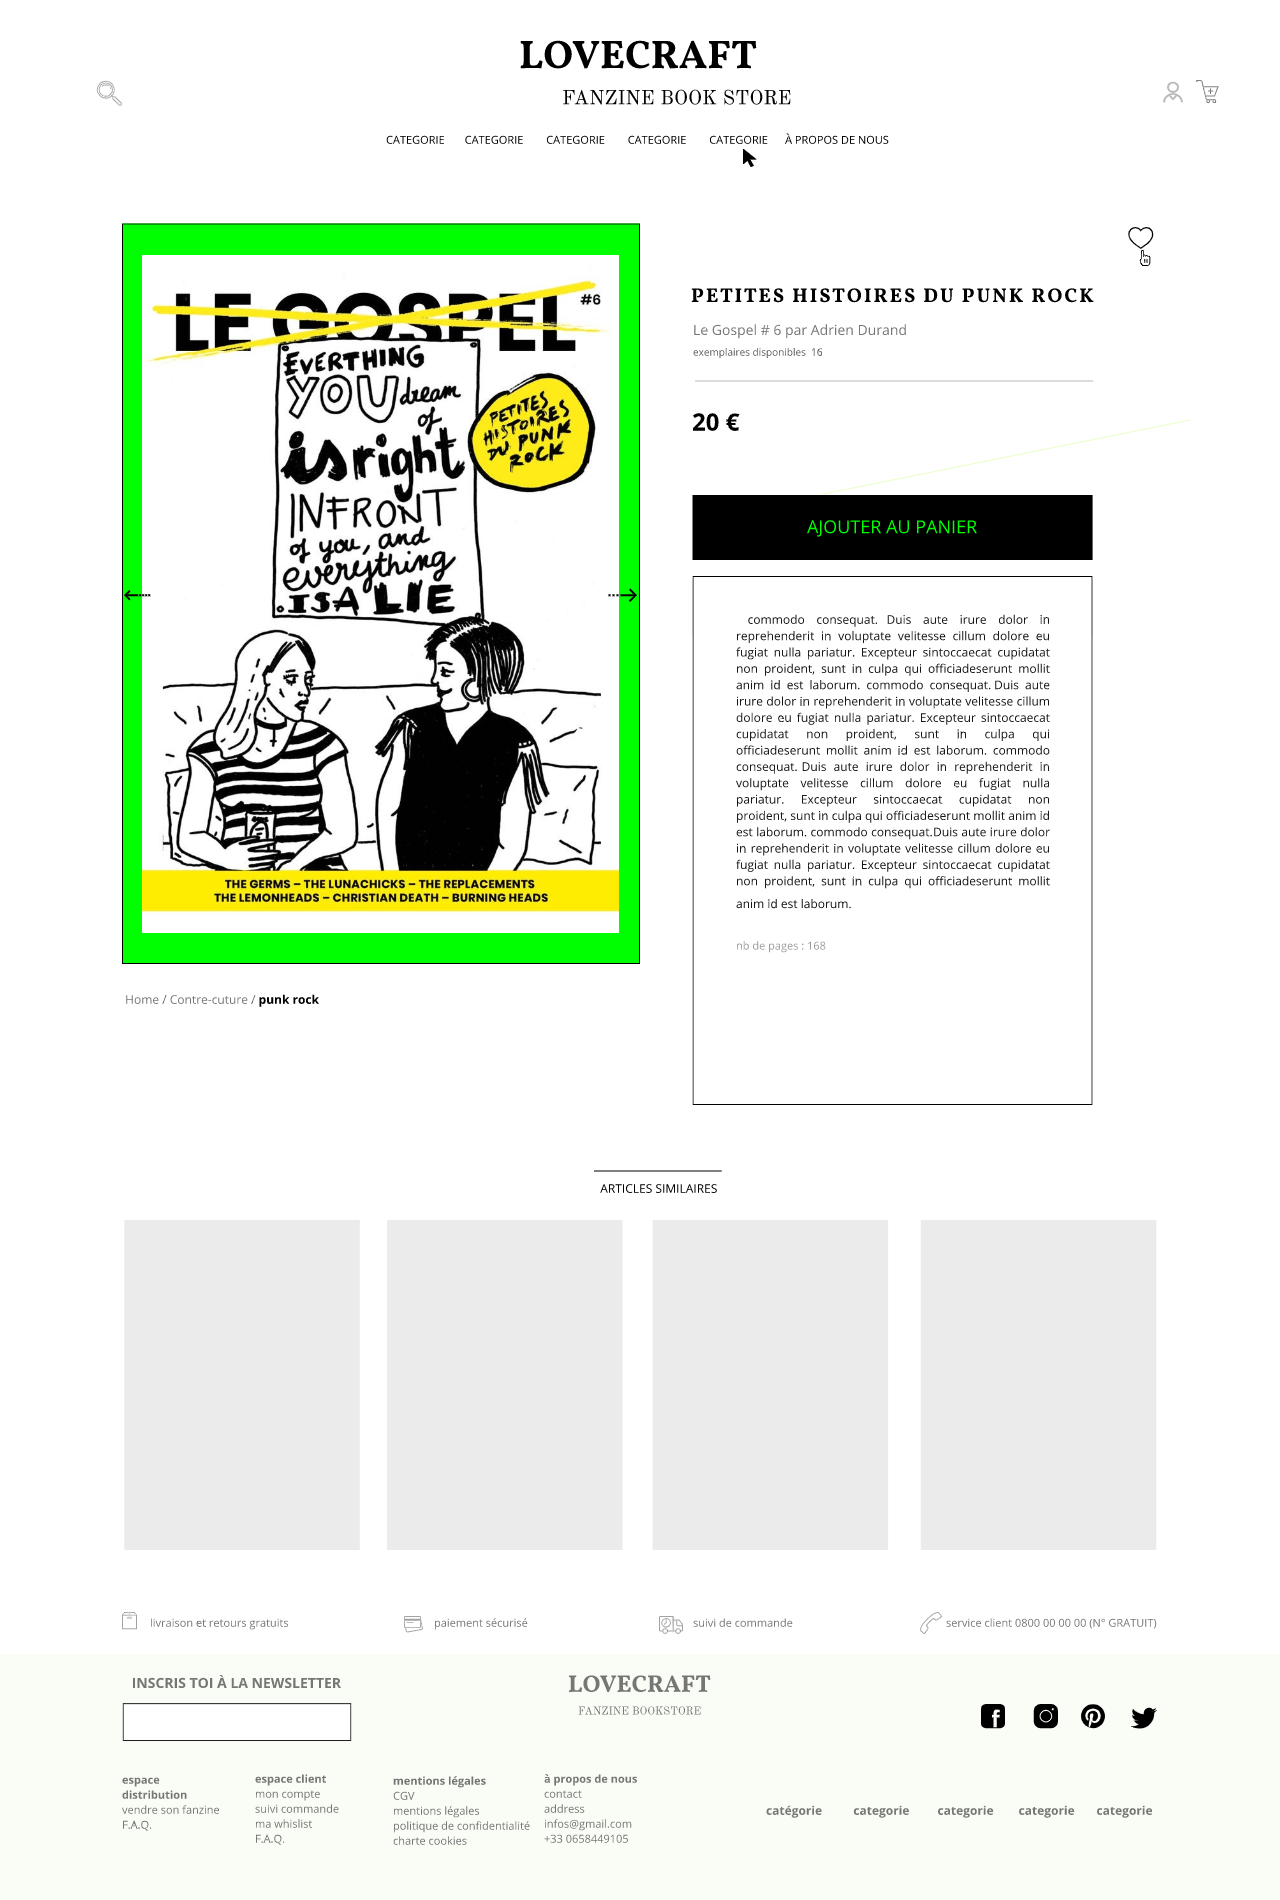 LOVECRAFT
FANZINE BOOK STORE
CATEGORIE CATEGORIE CATEGORIE CATEGORIE CATEGORIE À PROPOS DE NOUS
LE GOSPEL #6
EVERTHING
YOU dream
of
is right
INFRONT
of you, and
everything
IS A LIE
PETITES
HISTOIRES
DU PUNK
ROCK
THE GERMS – THE LUNACHICKS – THE REPLACEMENTS
THE LEMONHEADS – CHRISTIAN DEATH – BURNING HEADS
Home / Contre-cuture / punk rock
PETITES HISTOIRES DU PUNK ROCK
Le Gospel # 6 par Adrien Durand
exemplaires disponibles 16
20 €
AJOUTER AU PANIER
commodo consequat. Duis aute irure dolor in
reprehenderit in voluptate velitesse cillum dolore eu
fugiat nulla pariatur. Excepteur sintoccaecat cupidatat
non proident, sunt in culpa qui officiadeserunt mollit
anim id est laborum. commodo consequat. Duis aute
irure dolor in reprehenderit in voluptate velitesse cillum
dolore eu fugiat nulla pariatur. Excepteur sintoccaecat
cupidatat non proident, sunt in culpa qui
officiadeserunt mollit anim id est laborum. commodo
consequat. Duis aute irure dolor in reprehenderit in
voluptate velitesse cillum dolore eu fugiat nulla
pariatur. Excepteur sintoccaecat cupidatat non
proident, sunt in culpa qui officiadeserunt mollit anim id
est laborum. commodo consequat.Duis aute irure dolor
in reprehenderit in voluptate velitesse cillum dolore eu
fugiat nulla pariatur. Excepteur sintoccaecat cupidatat
non proident, sunt in culpa qui officiadeserunt mollit
anim id est laborum.
nb de pages : 168
ARTICLES SIMILAIRES
livraison et retours gratuits
paiement sécurisé
suivi de commande
service client 0800 00 00 00 (N° GRATUIT)
INSCRIS TOI À LA NEWSLETTER
LOVECRAFT
FANZINE BOOKSTORE
espace
distribution
vendre son fanzine
F.A.Q.
espace client
mon compte
suivi commande
ma whislist
F.A.Q.
mentions légales
CGV
mentions légales
politique de confidentialité
charte cookies
à propos de nous
contact
address
infos@gmail.com
+33 0658449105
catégorie categorie categorie categorie categorie